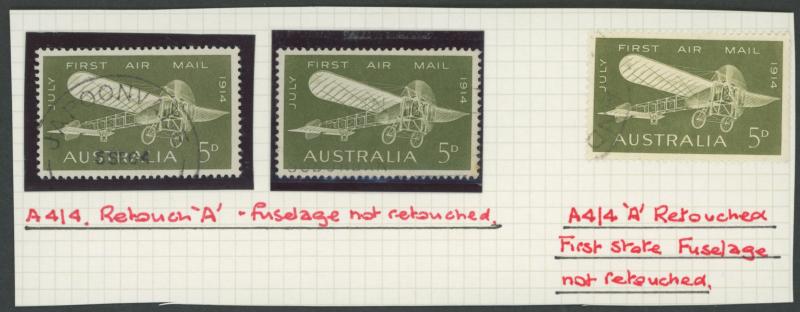 JULY FIRST AIR MAIL 1914
AUSTRALIA 5D
JULY FIRST AIR MAIL 1914
AUSTRALIA 5D
JULY FIRST AIR MAIL 1914
AUSTRALIA 5D
A4/4. Retouch 'A' - fuselage not retouched.
A4/4 'A' Retouched
First state Fuselage
not retouched.